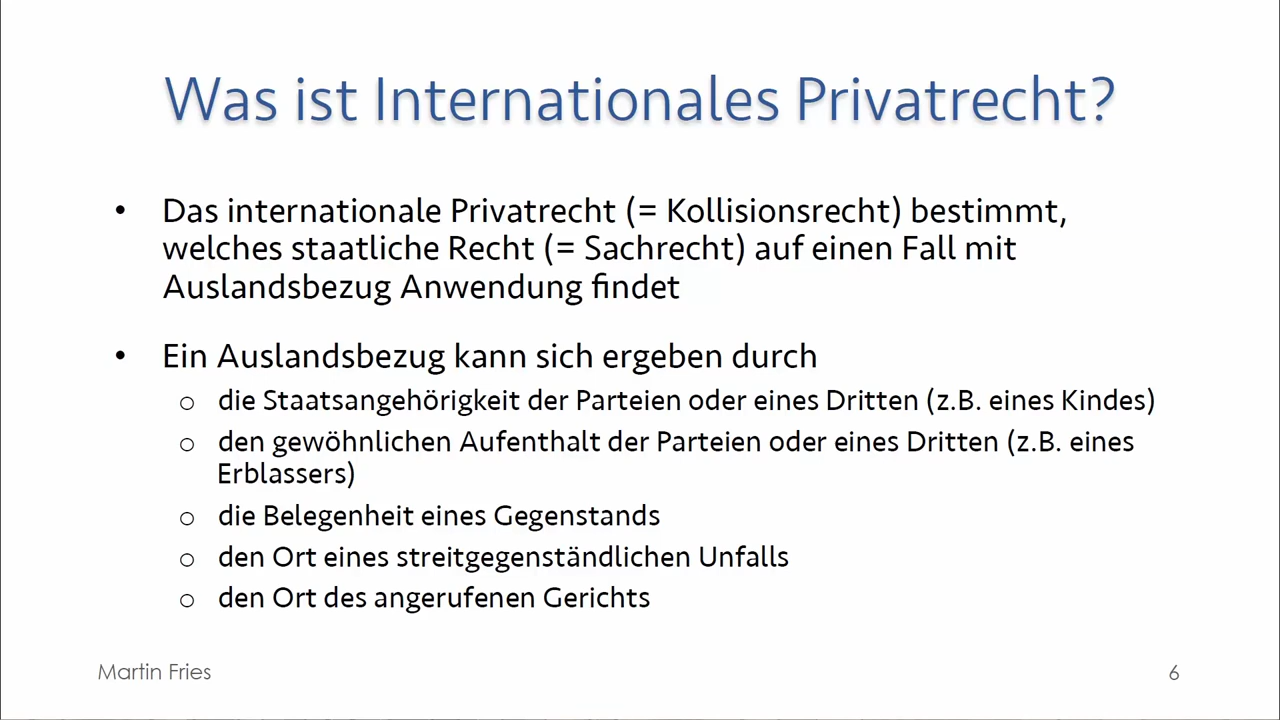 Was ist Internationales Privatrecht?
• Das internationale Privatrecht (= Kollisionsrecht) bestimmt,
welches staatliche Recht (= Sachrecht) auf einen Fall mit
Auslandsbezug Anwendung findet
• Ein Auslandsbezug kann sich ergeben durch
o die Staatsangehörigkeit der Parteien oder eines Dritten (z.B. eines Kindes)
o den gewöhnlichen Aufenthalt der Parteien oder eines Dritten (z.B. eines
Erblassers)
o die Belegenheit eines Gegenstands
o den Ort eines streitgegenständlichen Unfalls
o den Ort des angerufenen Gerichts
Martin Fries
6